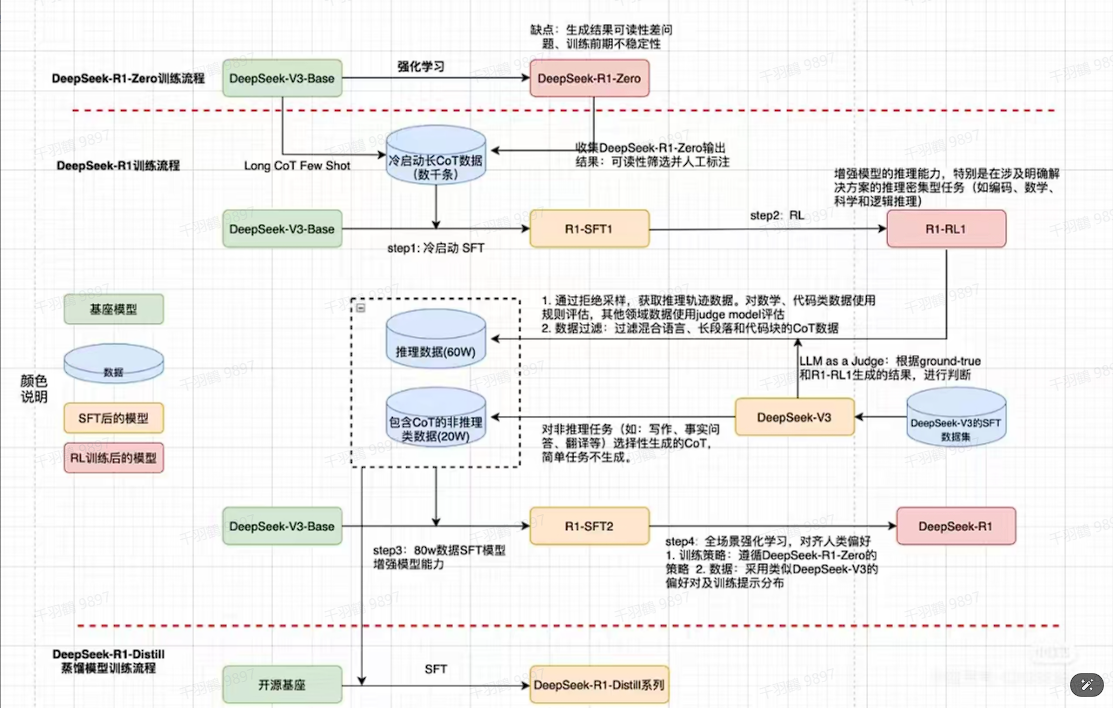 缺点：生成结果可读性差问
题、训练前期不稳定性
DeepSeek-R1-Zero训练流程
DeepSeek-V3-Base
强化学习
DeepSeek-R1-Zero
DeepSeek-R1训练流程
Long CoT Few Shot
冷启动长CoT数据
(数千条)
收集DeepSeek-R1-Zero输出
结果：可读性筛选并人工标注
增强模型的推理能力，特别是在涉及明确解
决方案的推理密集型任务（如编码、数学、
科学和逻辑推理）
DeepSeek-V3-Base
step1: 冷启动 SFT
R1-SFT1
step2：RL
R1-RL1
颜色
说明
基座模型
数据
SFT后的模型
RL训练后的模型
推理数据(60W)
包含CoT的非推理
类数据(20W)
1. 通过拒绝采样，获取推理轨迹数据。对数学、代码类数据使用
规则评估，其他领域数据使用judge model评估
2. 数据过滤：过滤混合语言、长段落和代码块的CoT数据
LLM as a Judge：根据ground-true
和R1-RL1生成的结果，进行判断
DeepSeek-V3
DeepSeek-V3的SFT
数据集
对非推理任务（如：写作、事实问
答、翻译等）选择性生成的CoT，
简单任务不生成。
DeepSeek-V3-Base
step3：80w数据SFT模型
增强模型能力
R1-SFT2
step4：全场景强化学习，对齐人类偏好
1. 训练策略：遵循DeepSeek-R1-Zero的
策略 2. 数据：采用类似DeepSeek-V3的
偏好对及训练提示分布
DeepSeek-R1
DeepSeek-R1-Distill
蒸馏模型训练流程
开源基座
SFT
DeepSeek-R1-Distill系列
千羽鹤 9897